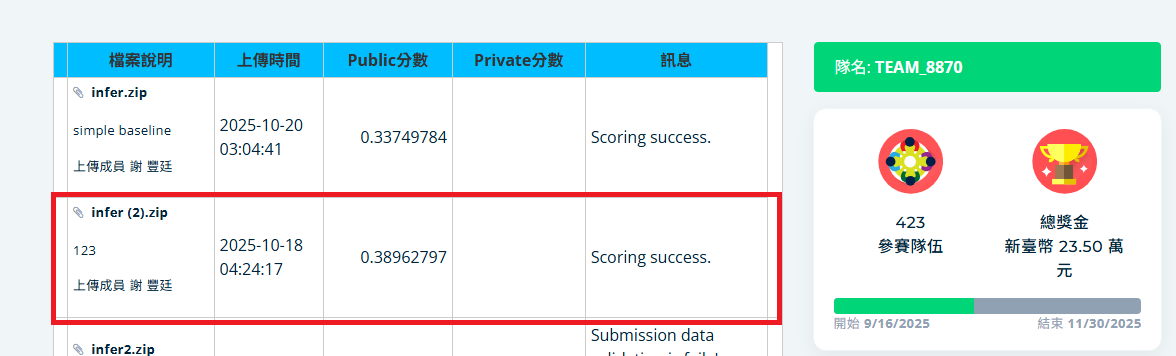 檔案說明 上傳時間 Public分數 Private分數 訊息
infer.zip
simple baseline
上傳成員 謝 豐廷
2025-10-20
03:04:41
0.33749784
Scoring success.
infer (2).zip
123
上傳成員 謝 豐廷
2025-10-18
04:24:17
0.38962797
Scoring success.
infer2.zip
Submission data
隊名: TEAM_8870
423
參賽隊伍
總獎金
新臺幣 23.50 萬
元
開始 9/16/2025
結束 11/30/2025